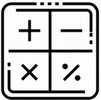 + −
× %